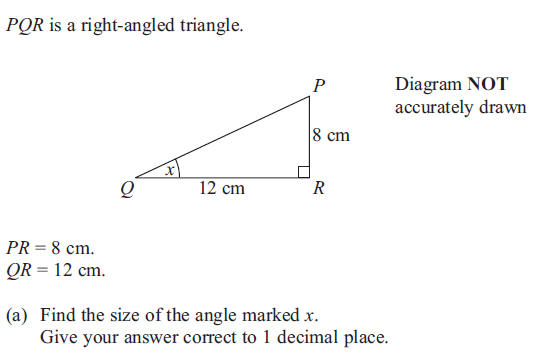 PQR is a right-angled triangle.
P
Diagram NOT
accurately drawn
8 cm
x
Q
12 cm
R
PR = 8 cm.
QR = 12 cm.
(a) Find the size of the angle marked x.
Give your answer correct to 1 decimal place.